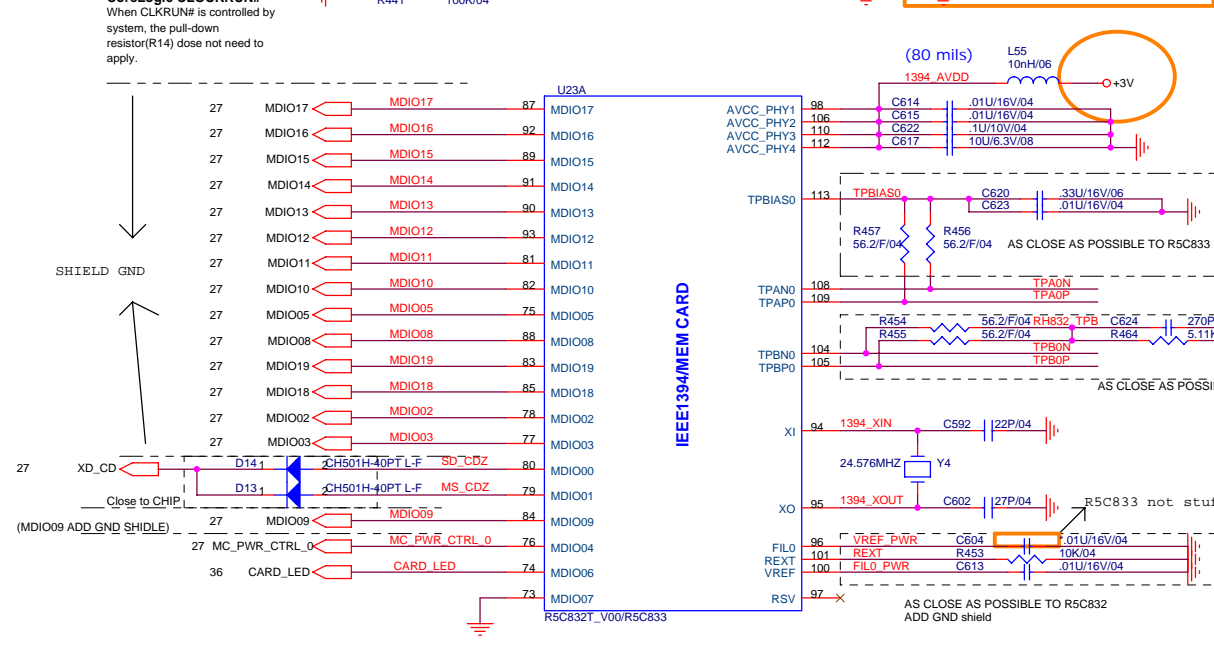 When CLKRUN# is controlled by
system, the pull-down
resistor(R14) dose not need to
apply.
R441 100K/04
(80 mils)
L55
10nH/06
1394_AVDD
+3V
U23A
27 MDIO17 MDIO17 87 MDIO17
27 MDIO16 MDIO16 92 MDIO16
27 MDIO15 MDIO15 89 MDIO15
27 MDIO14 MDIO14 91 MDIO14
27 MDIO13 MDIO13 90 MDIO13
27 MDIO12 MDIO12 93 MDIO12
27 MDIO11 MDIO11 81 MDIO11
27 MDIO10 MDIO10 82 MDIO10
27 MDIO05 MDIO05 75 MDIO05
27 MDIO08 MDIO08 88 MDIO08
27 MDIO19 MDIO19 83 MDIO19
27 MDIO18 MDIO18 85 MDIO18
27 MDIO02 MDIO02 78 MDIO02
27 MDIO03 MDIO03 77 MDIO03
27 XD_CD D14 1 2 CH501H-40PT L-F SD_CDZ 80 MDIO00
D13 1 2 CH501H-40PT L-F MS_CDZ 79 MDIO01
Close to CHIP
(MDIO09 ADD GND SHIDLE)
27 MDIO09 MDIO09 84 MDIO09
27 MC_PWR_CTRL_0 MC_PWR_CTRL_0 76 MDIO04
36 CARD_LED CARD_LED 74 MDIO06
73 MDIO07
SHIELD GND
IEEE1394/MEM CARD
R5C832T_V00/R5C833
AVCC_PHY1 98 C614 .01U/16V/04
AVCC_PHY2 106 C615 .01U/16V/04
AVCC_PHY3 110 C622 .1U/10V/04
AVCC_PHY4 112 C617 10U/6.3V/08
TPBIAS0 113 TPBIAS0 C620 .33U/16V/06
C623 .01U/16V/04
R457
56.2/F/04
R456
56.2/F/04
AS CLOSE AS POSSIBLE TO R5C833
TPAN0 108 TPA0N
TPAP0 109 TPA0P
R454 56.2/F/04 RH832_TPB C624 270P
R455 56.2/F/04 R464 5.11K
TPBN0 104 TPB0N
TPBP0 105 TPB0P
AS CLOSE AS
XI 94 1394_XIN C592 22P/04
24.576MHZ Y4
XO 95 1394_XOUT C602 27P/04
R5C833 not
FIL0 96 VREF_PWR C604 .01U/16V/04
REXT 101 REXT R453 10K/04
VREF 100 FIL0_PWR C613 .01U/16V/04
RSV 97
AS CLOSE AS POSSIBLE TO R5C832
ADD GND shield